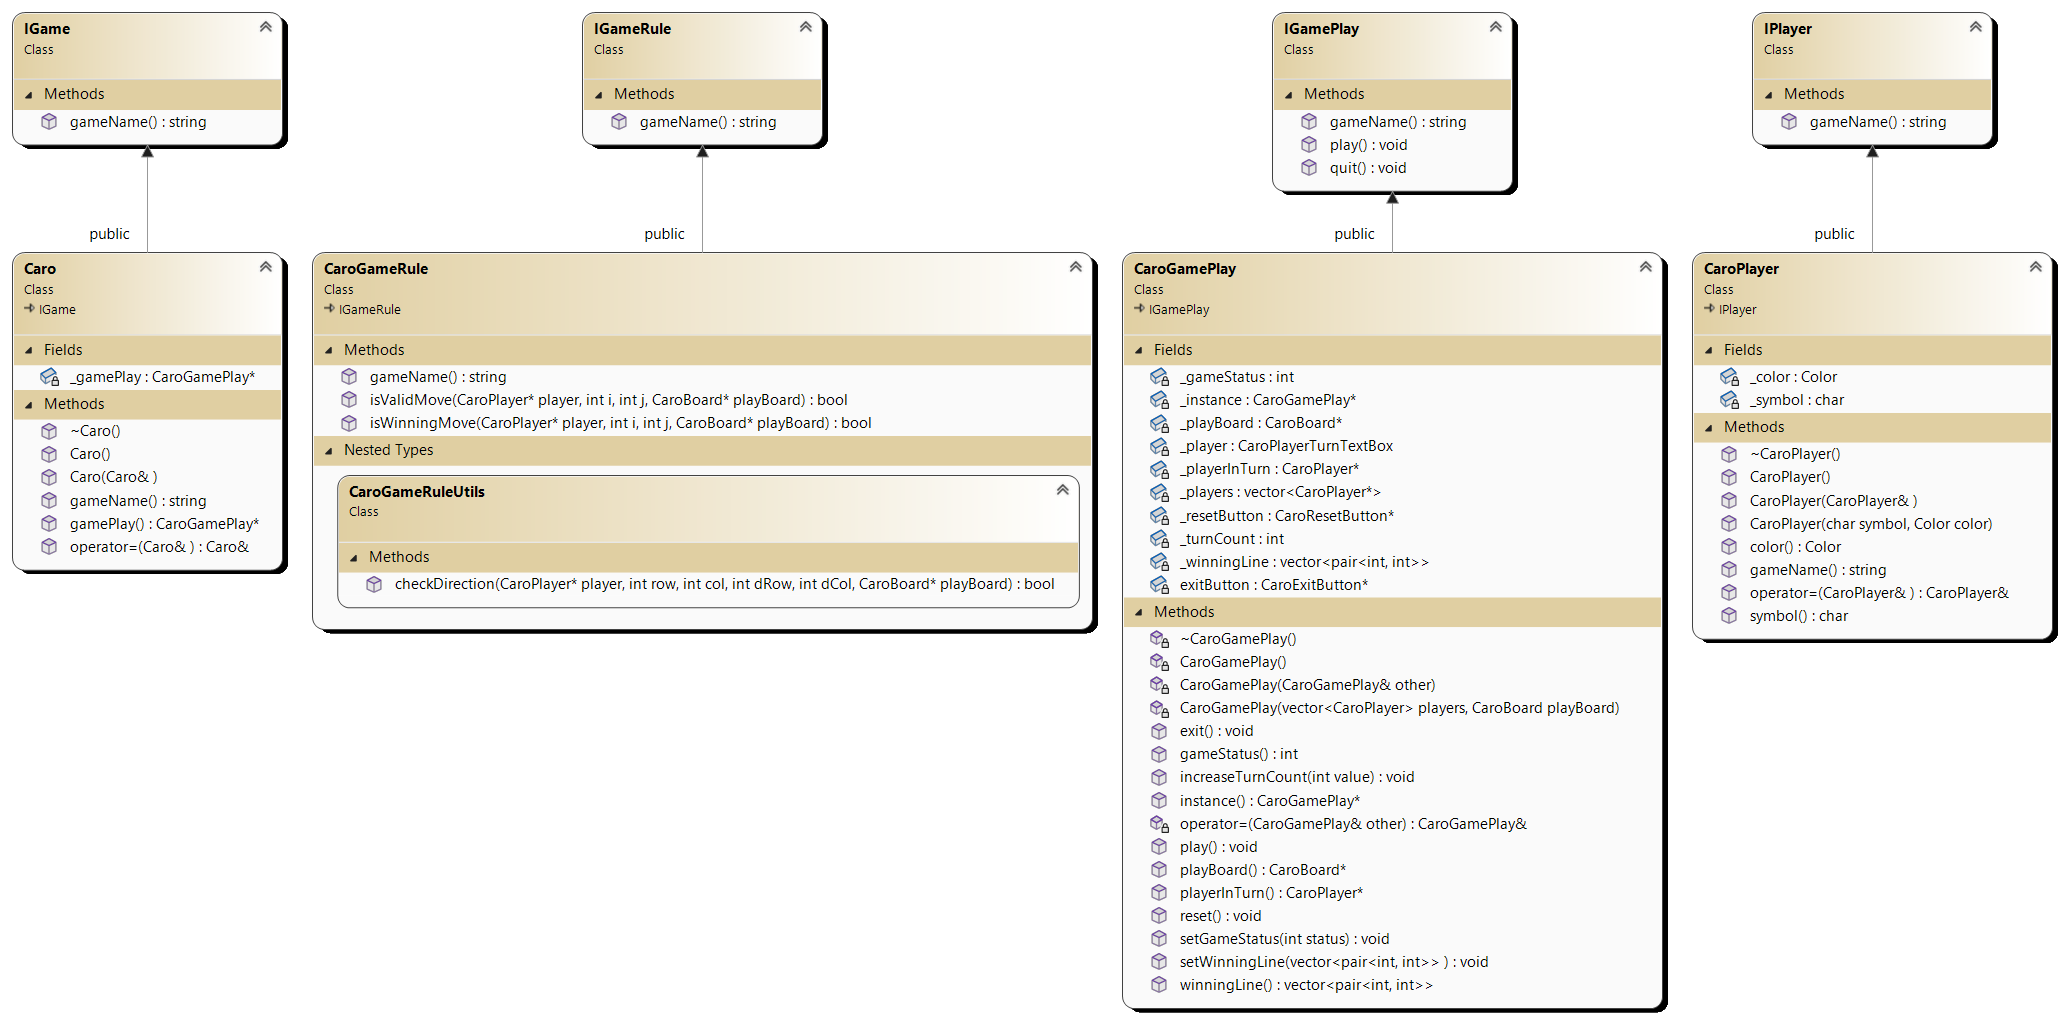 IGame
Class
Methods
gameName() : string
IGameRule
Class
Methods
gameName() : string
IGamePlay
Class
Methods
gameName() : string
play() : void
quit() : void
IPlayer
Class
Methods
gameName() : string
public
public
public
public
Caro
Class
IGame
Fields
_gamePlay : CaroGamePlay*
Methods
~Caro()
Caro()
Caro(Caro& )
gameName() : string
gamePlay() : CaroGamePlay*
operator=(Caro& ) : Caro&
CaroGameRule
Class
IGameRule
Methods
gameName() : string
isValidMove(CaroPlayer* player, int i, int j, CaroBoard* playBoard) : bool
isWinningMove(CaroPlayer* player, int i, int j, CaroBoard* playBoard) : bool
Nested Types
CaroGameRuleUtils
Class
Methods
checkDirection(CaroPlayer* player, int row, int col, int dRow, int dCol, CaroBoard* playBoard) : bool
CaroGamePlay
Class
IGamePlay
Fields
_gameStatus : int
_instance : CaroGamePlay*
_playBoard : CaroBoard*
_player : CaroPlayerTurnTextBox
_playerInTurn : CaroPlayer*
_players : vector<CaroPlayer*>
_resetButton : CaroResetButton*
_turnCount : int
_winningLine : vector<pair<int, int>>
exitButton : CaroExitButton*
Methods
~CaroGamePlay()
CaroGamePlay()
CaroGamePlay(CaroGamePlay& other)
CaroGamePlay(vector<CaroPlayer> players, CaroBoard playBoard)
exit() : void
gameStatus() : int
increaseTurnCount(int value) : void
instance() : CaroGamePlay*
operator=(CaroGamePlay& other) : CaroGamePlay&
play() : void
playBoard() : CaroBoard*
playerInTurn() : CaroPlayer*
reset() : void
setGameStatus(int status) : void
setWinningLine(vector<pair<int, int>> ) : void
winningLine() : vector<pair<int, int>>
CaroPlayer
Class
IPlayer
Fields
_color : Color
_symbol : char
Methods
~CaroPlayer()
CaroPlayer()
CaroPlayer(CaroPlayer& )
CaroPlayer(char symbol, Color color)
color() : Color
gameName() : string
operator=(CaroPlayer& ) : CaroPlayer&
symbol() : char